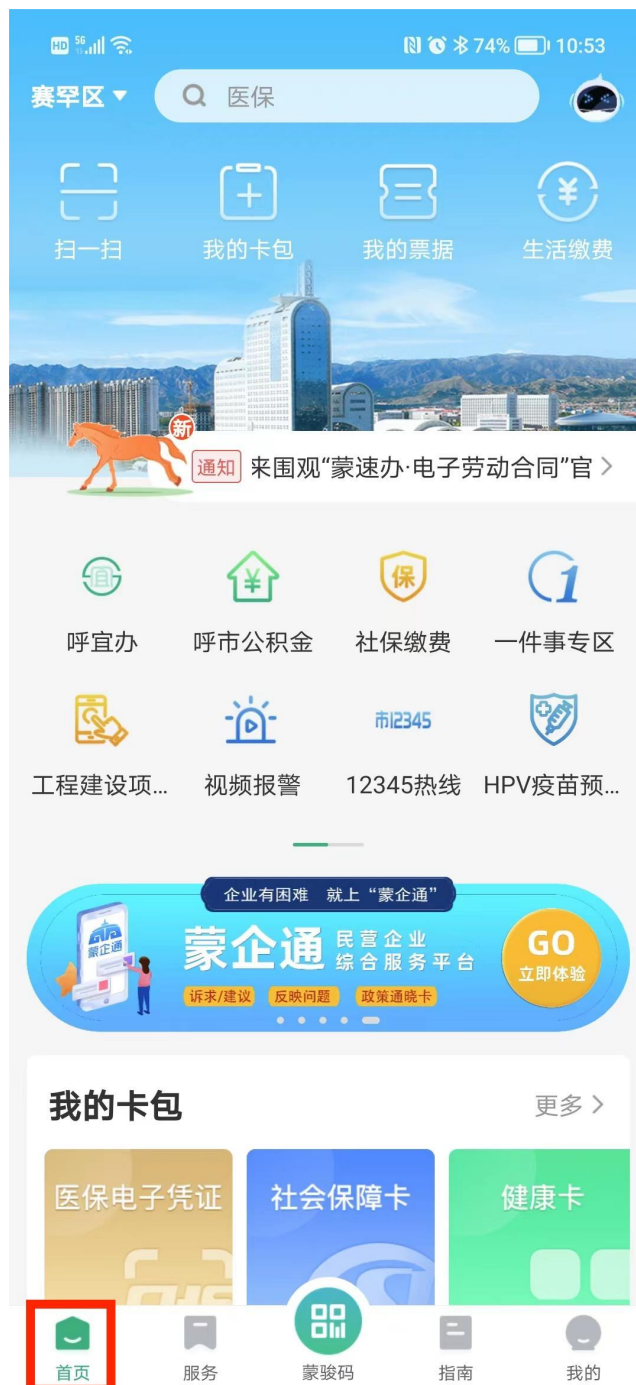 HD 5G 74% 10:53
赛罕区 医保
扫一扫 我的卡包 我的票据 生活缴费
新
通知 来围观“蒙速办·电子劳动合同”官
宜 ¥ 保 1
呼宜办 呼市公积金 社保缴费 一件事专区
市12345
工程建设项... 视频报警 12345热线 HPV疫苗预...
企业有困难 就上“蒙企通”
蒙企通
蒙企通 民营企业
综合服务平台
GO
立即体验
诉求/建议 反映问题 政策通晓卡
我的卡包 更多
医保电子凭证 社会保障卡 健康卡
首页 服务 蒙骏码 指南 我的